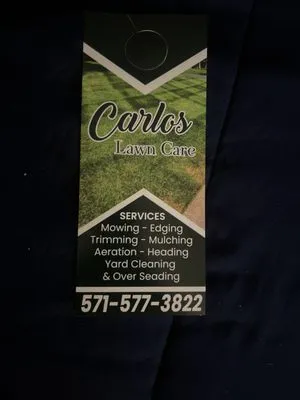 Carlos
Lawn Care
SERVICES
Mowing - Edging
Trimming - Mulching
Aeration - Heading
Yard Cleaning
& Over Seading
571-577-3822